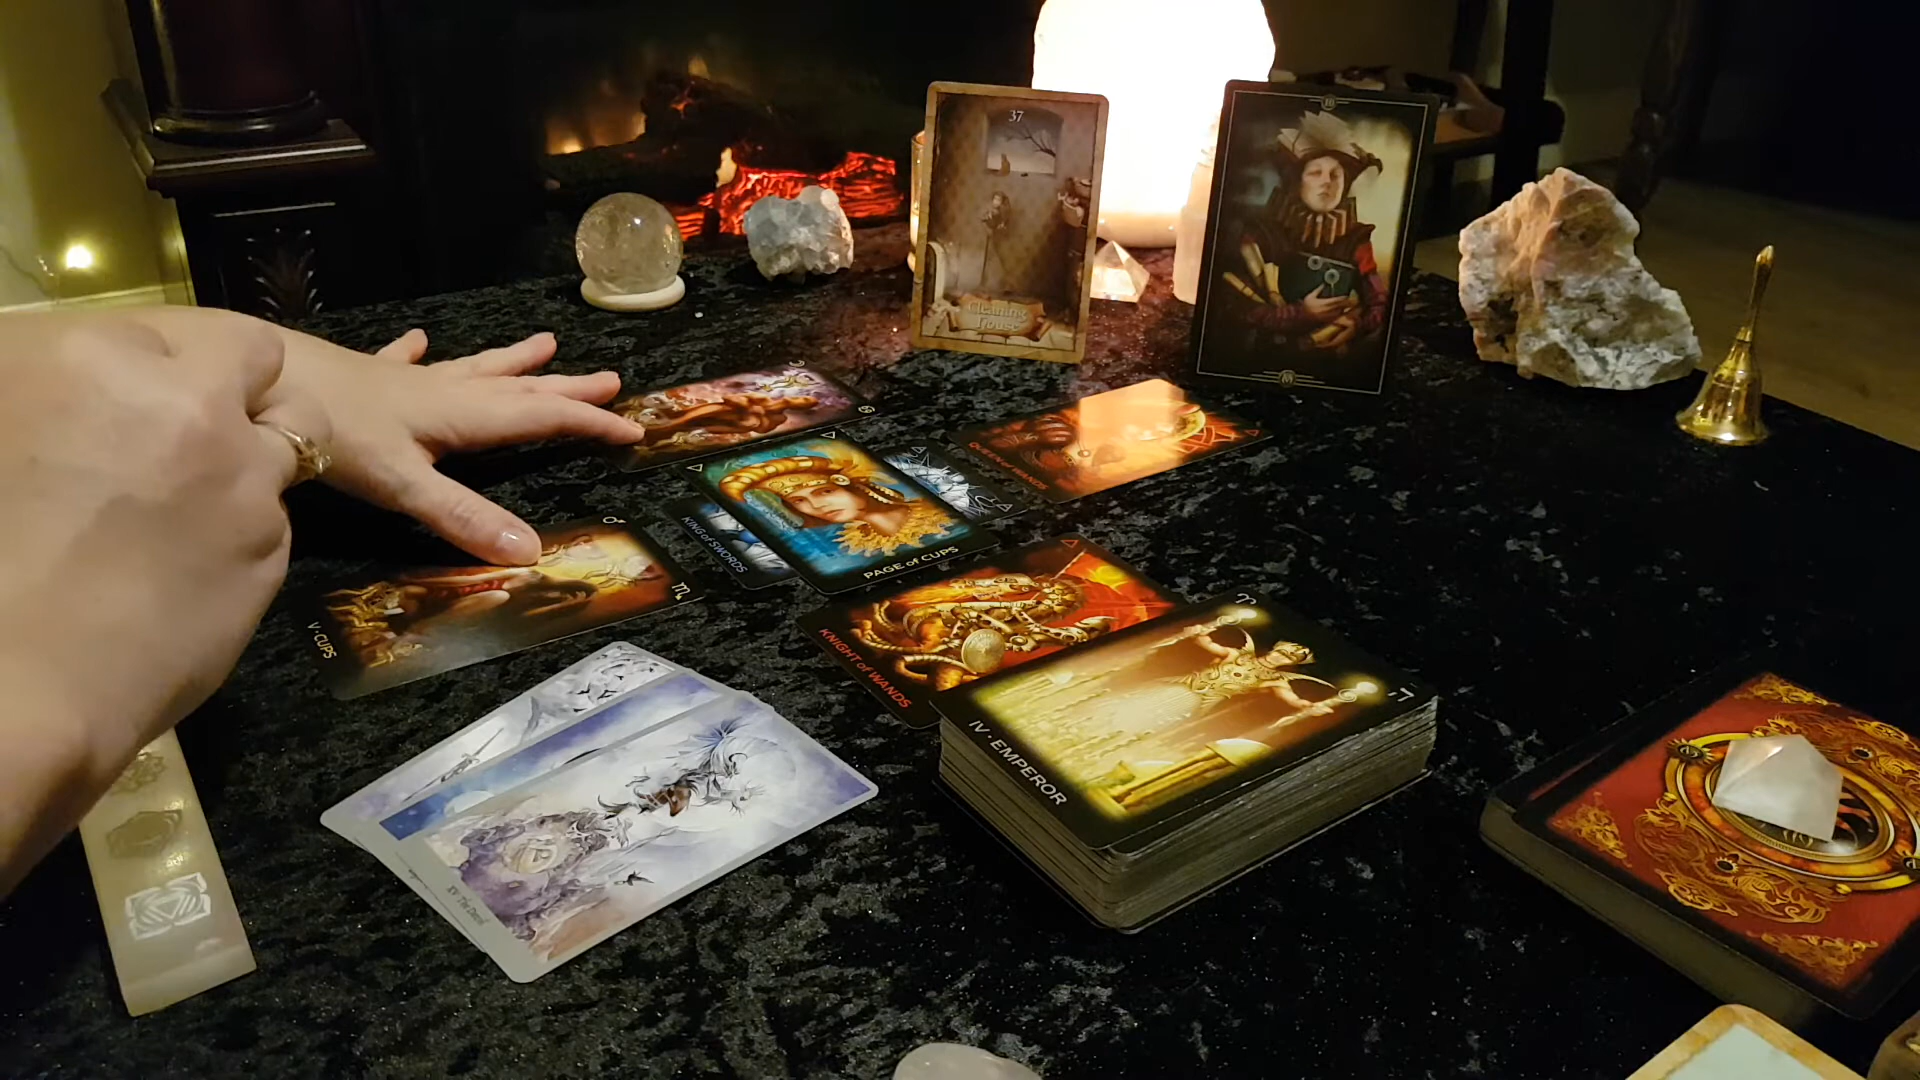 37
Cleaning
house
QUEEN of WANDS
KING of SWORDS
PAGE of CUPS
V · CUPS
KNIGHT of WANDS
IV · EMPEROR
XV · The Devil